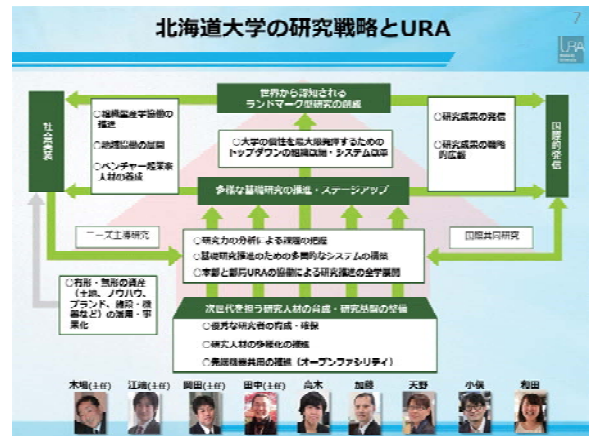 7
北海道大学の研究戦略とURA
URA
世界から認知される
ランドマーク型研究の創成
社会実装
○組織型産学協働の
推進
○地域協働の展開
○ベンチャー起業家
人材の養成
○大学の個性を最大限発揮するための
トップダウンの組織改編・システム改革
○研究成果の発信
○研究成果の戦略
的広報
国際的発信
多様な基礎研究の推進・ステージアップ
ニーズ主導研究
○研究力の分析による課題の把握
○基礎研究推進のための多面的なシステムの構築
○本部と部局URAの協働による研究推進の全学展開
国際共同研究
○有形・無形の資産
(土地、ノウハウ、
ブランド、施設・機
器など)の活用・事
業化
次世代を担う研究人材の育成・研究基盤の整備
○優秀な研究者の育成・確保
○研究人材の多様化の推進
○先端機器共用の推進(オープンファシリティ)
木場(主任) 江端(主任) 岡田(主任) 田中(主任) 高木 加藤 天野 小俣 和田